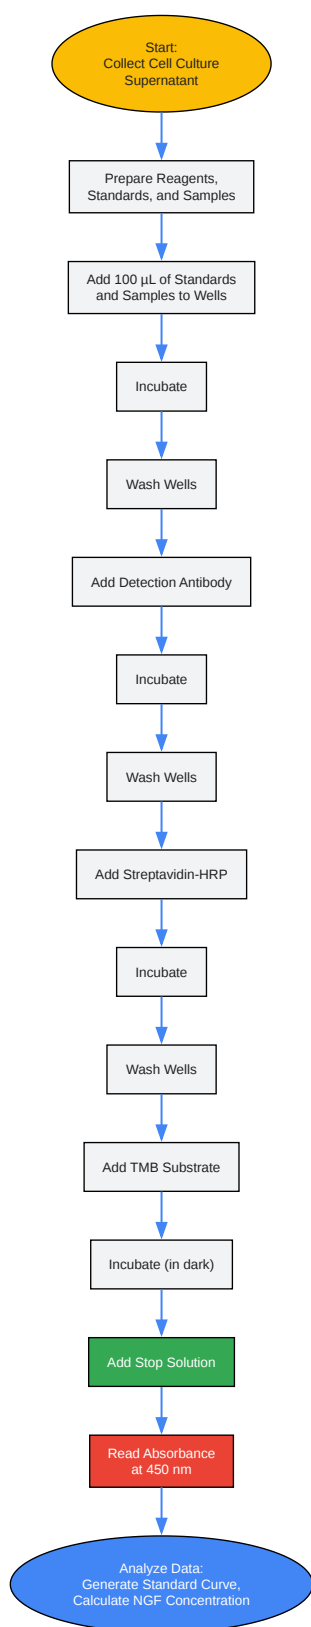 Start:
Collect Cell Culture
Supernatant
Prepare Reagents,
Standards, and Samples
Add 100 µL of Standards
and Samples to Wells
Incubate
Wash Wells
Add Detection Antibody
Incubate
Wash Wells
Add Streptavidin-HRP
Incubate
Wash Wells
Add TMB Substrate
Incubate (in dark)
Add Stop Solution
Read Absorbance
at 450 nm
Analyze Data:
Generate Standard Curve,
Calculate NGF Concentration